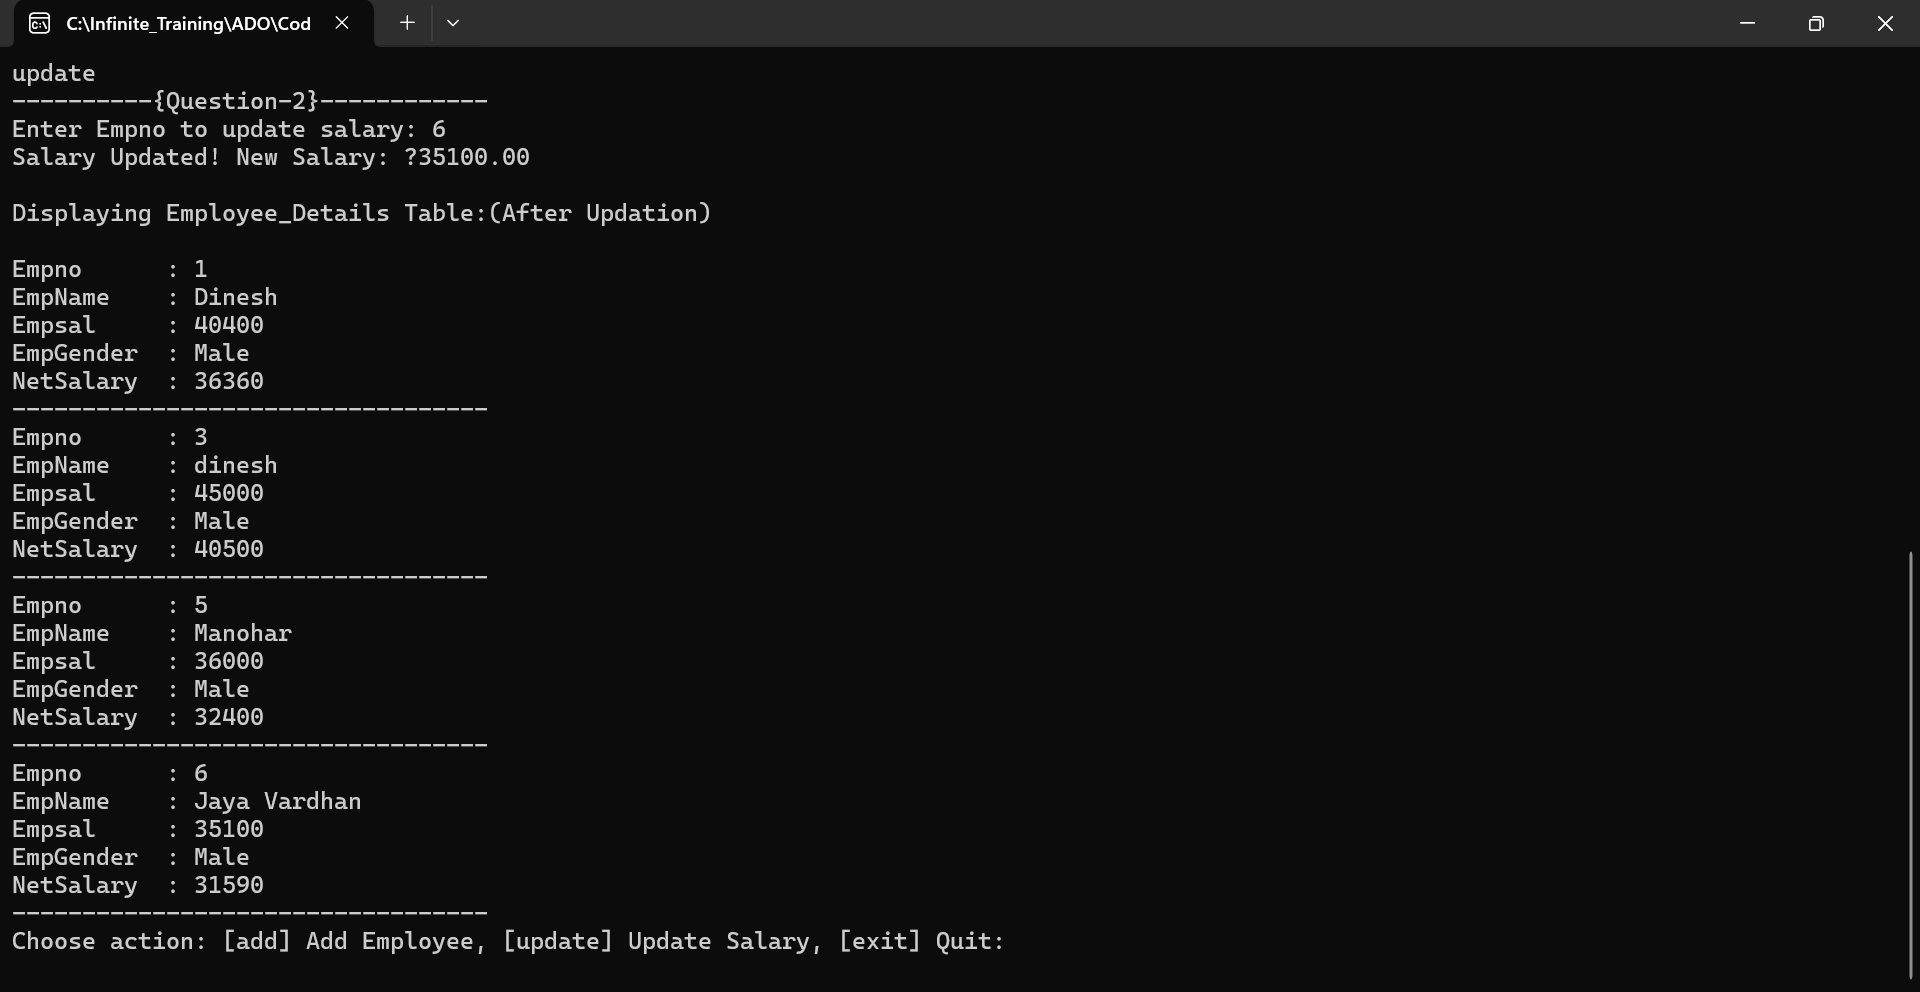 C:\Infinite_Training\ADO\Cod
update
----------{Question-2}------------
Enter Empno to update salary: 6
Salary Updated! New Salary: ?35100.00
Displaying Employee_Details Table:(After Updation)
Empno      : 1
EmpName    : Dinesh
Empsal     : 40400
EmpGender  : Male
NetSalary  : 36360
----------------------------------
Empno      : 3
EmpName    : dinesh
Empsal     : 45000
EmpGender  : Male
NetSalary  : 40500
----------------------------------
Empno      : 5
EmpName    : Manohar
Empsal     : 36000
EmpGender  : Male
NetSalary  : 32400
----------------------------------
Empno      : 6
EmpName    : Jaya Vardhan
Empsal     : 35100
EmpGender  : Male
NetSalary  : 31590
----------------------------------
Choose action: [add] Add Employee, [update] Update Salary, [exit] Quit: